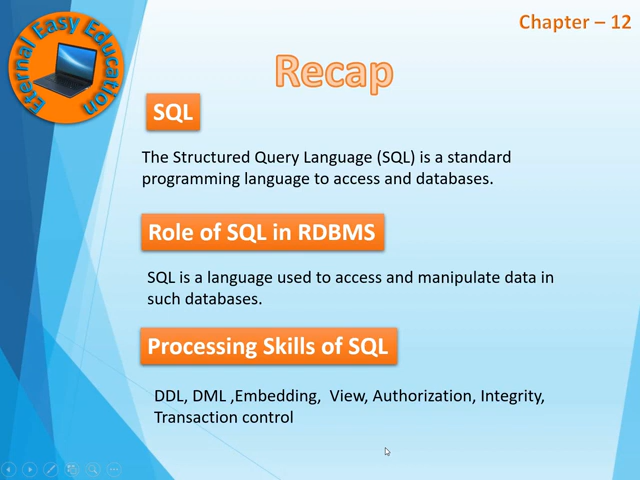 Eternal Easy Education
Chapter – 12
Recap
SQL
The Structured Query Language (SQL) is a standard
programming language to access and databases.
Role of SQL in RDBMS
SQL is a language used to access and manipulate data in
such databases.
Processing Skills of SQL
DDL, DML ,Embedding,  View, Authorization, Integrity,
Transaction control